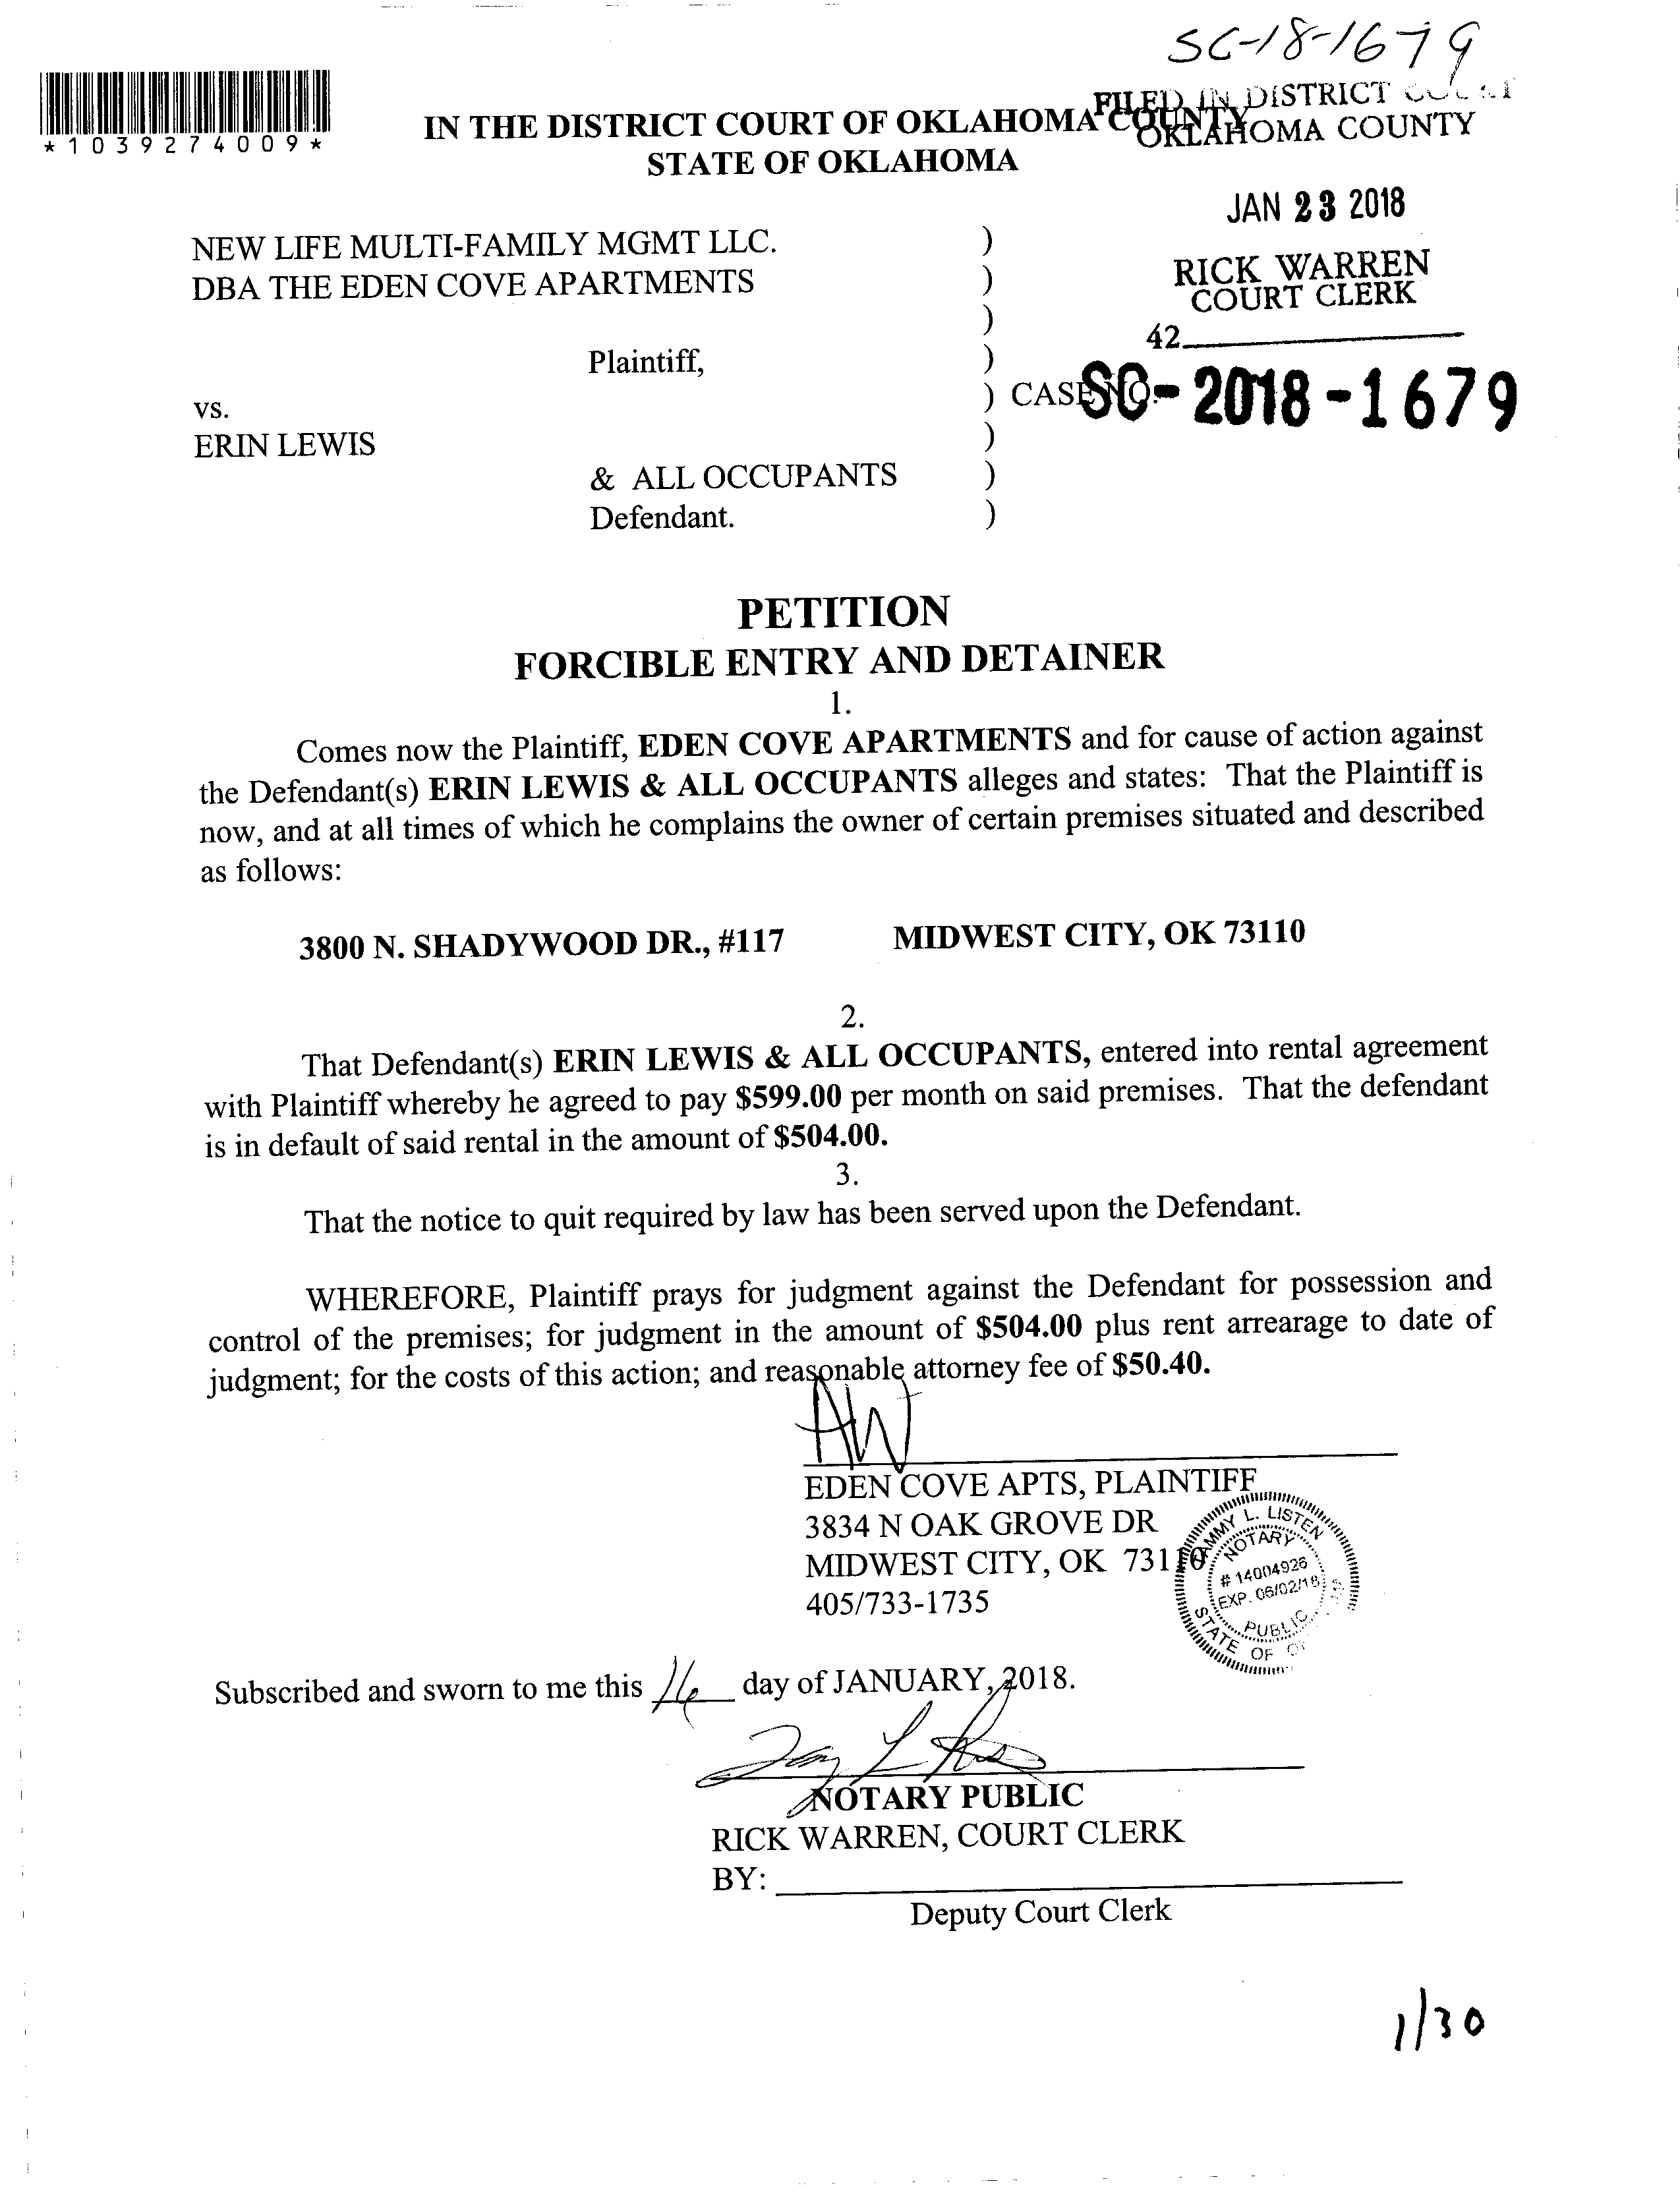 SC-18-1679
*1039274009*
IN THE DISTRICT COURT OF OKLAHOMA COUNTY
STATE OF OKLAHOMA
FILED IN DISTRICT COURT
OKLAHOMA COUNTY
JAN 23 2018
RICK WARREN
COURT CLERK
42
NEW LIFE MULTI-FAMILY MGMT LLC. )
DBA THE EDEN COVE APARTMENTS )
)
Plaintiff, )
) CASE NO. SC-2018-1679
vs.
ERIN LEWIS )
& ALL OCCUPANTS )
Defendant. )
PETITION
FORCIBLE ENTRY AND DETAINER
1.
Comes now the Plaintiff, EDEN COVE APARTMENTS and for cause of action against
the Defendant(s) ERIN LEWIS & ALL OCCUPANTS alleges and states: That the Plaintiff is
now, and at all times of which he complains the owner of certain premises situated and described
as follows:
3800 N. SHADYWOOD DR., #117 MIDWEST CITY, OK 73110
2.
That Defendant(s) ERIN LEWIS & ALL OCCUPANTS, entered into rental agreement
with Plaintiff whereby he agreed to pay $599.00 per month on said premises. That the defendant
is in default of said rental in the amount of $504.00.
3.
That the notice to quit required by law has been served upon the Defendant.
WHEREFORE, Plaintiff prays for judgment against the Defendant for possession and
control of the premises; for judgment in the amount of $504.00 plus rent arrearage to date of
judgment; for the costs of this action; and reasonable attorney fee of $50.40.
AW
EDEN COVE APTS, PLAINTIFF
3834 N OAK GROVE DR
MIDWEST CITY, OK 73110
405/733-1735
L. LISTEN
NOTARY
# 14004926
EXP. 06/02/18
PUBLIC
STATE OF
Subscribed and sworn to me this 16 day of JANUARY, 2018.
NOTARY PUBLIC
RICK WARREN, COURT CLERK
BY:
Deputy Court Clerk
1/30